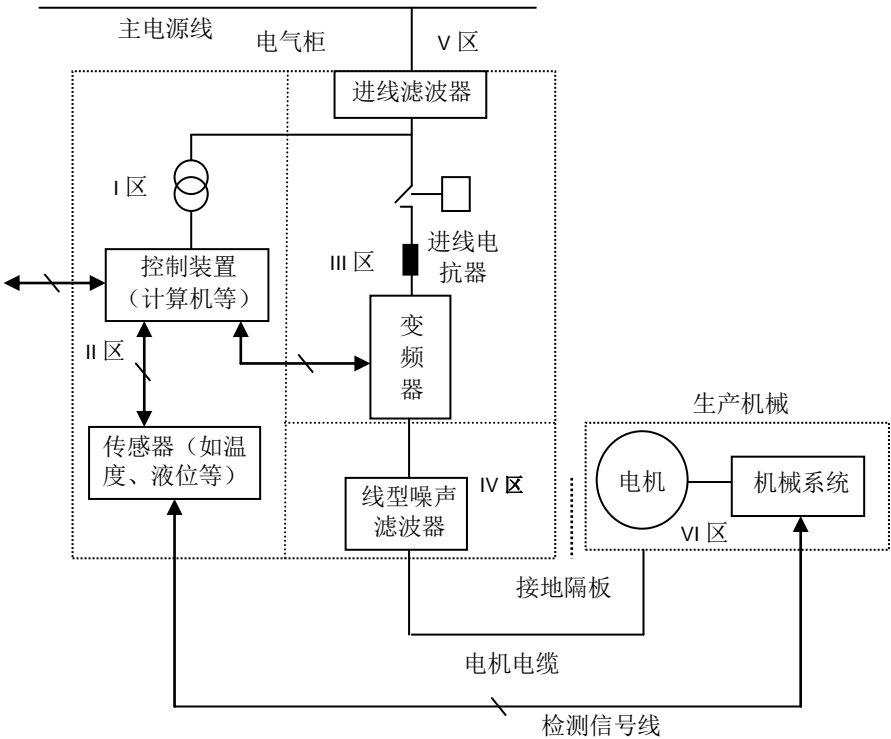 主电源线
电气柜
V 区
进线滤波器
I 区
控制装置
（计算机等）
III 区
进线电
抗器
变
频
器
II 区
传感器（如温
度、液位等）
线型噪声
滤波器
IV 区
接地隔板
生产机械
电机
机械系统
VI 区
电机电缆
检测信号线